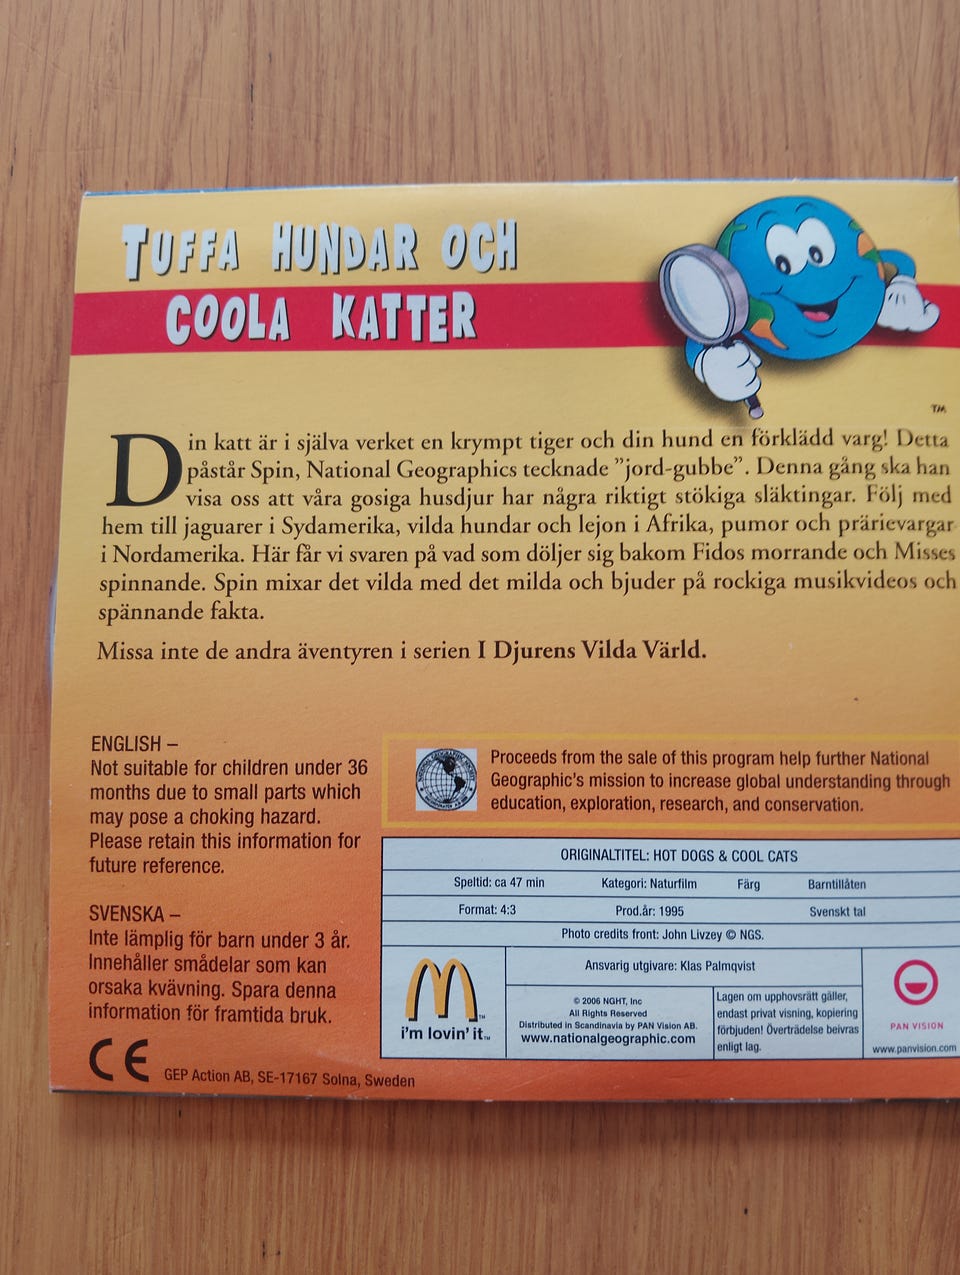 TUFFA HUNDAR OCH
COOLA KATTER
TM
Din katt är i själva verket en krympt tiger och din hund en förklädd varg! Detta
påstår Spin, National Geographics tecknade ”jord-gubbe”. Denna gång ska han
visa oss att våra gosiga husdjur har några riktigt stökiga släktingar. Följ med
hem till jaguarer i Sydamerika, vilda hundar och lejon i Afrika, pumor och prärievargar
i Nordamerika. Här får vi svaren på vad som döljer sig bakom Fidos morrande och Misses
spinnande. Spin mixar det vilda med det milda och bjuder på rockiga musikvideos och
spännande fakta.
Missa inte de andra äventyren i serien I Djurens Vilda Värld.
ENGLISH –
Not suitable for children under 36
months due to small parts which
may pose a choking hazard.
Please retain this information for
future reference.
SVENSKA –
Inte lämplig för barn under 3 år.
Innehåller smådelar som kan
orsaka kvävning. Spara denna
information för framtida bruk.
CE
GEP Action AB, SE-17167 Solna, Sweden
Proceeds from the sale of this program help further National
Geographic's mission to increase global understanding through
education, exploration, research, and conservation.
ORIGINALTITEL: HOT DOGS & COOL CATS
Speltid: ca 47 min Kategori: Naturfilm Färg Barntillåten
Format: 4:3 Prod.år: 1995 Svenskt tal
Photo credits front: John Livzey © NGS.
i'm lovin' it™
Ansvarig utgivare: Klas Palmqvist
© 2006 NGHT, Inc
All Rights Reserved
Distributed in Scandinavia by PAN Vision AB.
www.nationalgeographic.com
Lagen om upphovsrätt gäller,
endast privat visning, kopiering
förbjuden! Överträdelse beivras
enligt lag.
PAN VISION
www.panvision.com